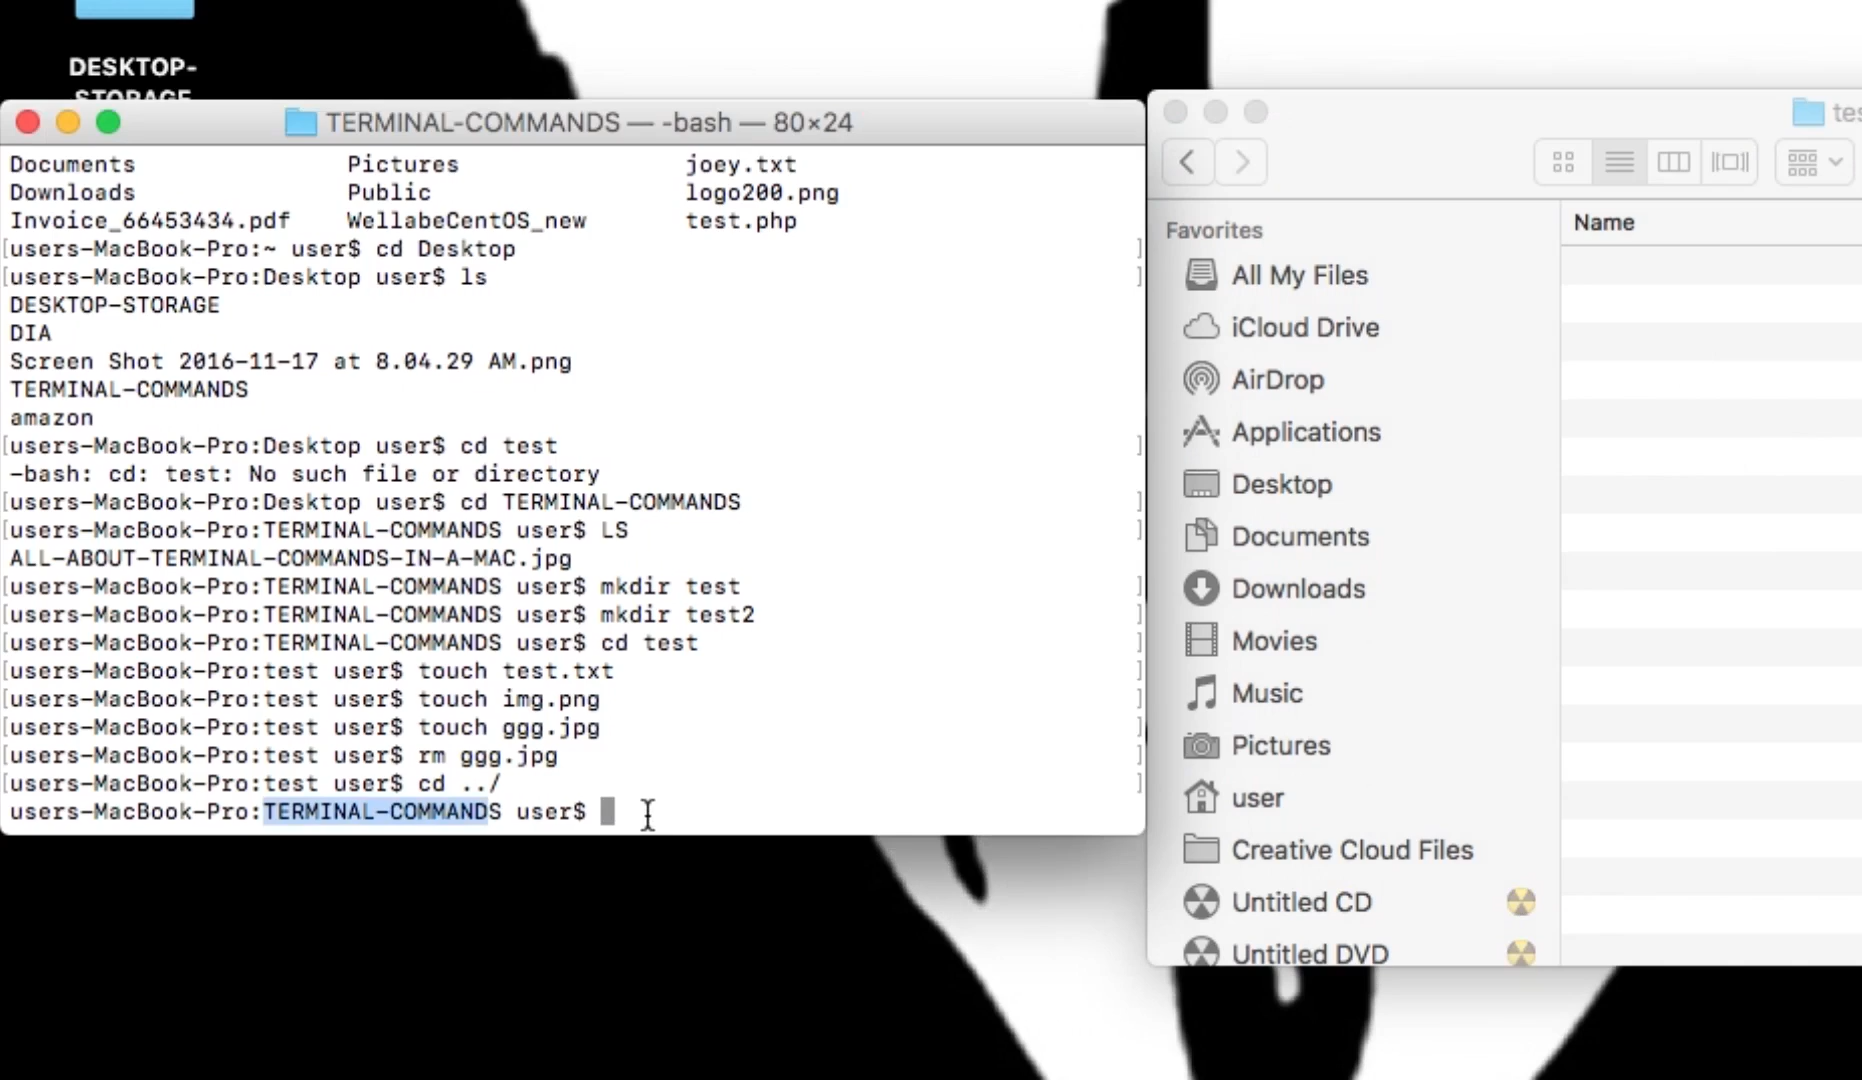 DESKTOP-
STORAGE
TERMINAL-COMMANDS — -bash — 80×24
Documents Pictures joey.txt
Downloads Public logo200.png
Invoice_66453434.pdf WellabeCentOS_new test.php
[users-MacBook-Pro:~ user$ cd Desktop ]
[users-MacBook-Pro:Desktop user$ ls ]
DESKTOP-STORAGE
DIA
Screen Shot 2016-11-17 at 8.04.29 AM.png
TERMINAL-COMMANDS
amazon
[users-MacBook-Pro:Desktop user$ cd test ]
-bash: cd: test: No such file or directory
[users-MacBook-Pro:Desktop user$ cd TERMINAL-COMMANDS ]
[users-MacBook-Pro:TERMINAL-COMMANDS user$ LS ]
ALL-ABOUT-TERMINAL-COMMANDS-IN-A-MAC.jpg
[users-MacBook-Pro:TERMINAL-COMMANDS user$ mkdir test ]
[users-MacBook-Pro:TERMINAL-COMMANDS user$ mkdir test2 ]
[users-MacBook-Pro:TERMINAL-COMMANDS user$ cd test ]
[users-MacBook-Pro:test user$ touch test.txt ]
[users-MacBook-Pro:test user$ touch img.png ]
[users-MacBook-Pro:test user$ touch ggg.jpg ]
[users-MacBook-Pro:test user$ rm ggg.jpg ]
[users-MacBook-Pro:test user$ cd ../ ]
users-MacBook-Pro:TERMINAL-COMMANDS user$
Favorites
All My Files
iCloud Drive
AirDrop
Applications
Desktop
Documents
Downloads
Movies
Music
Pictures
user
Creative Cloud Files
Untitled CD
Untitled DVD
Name